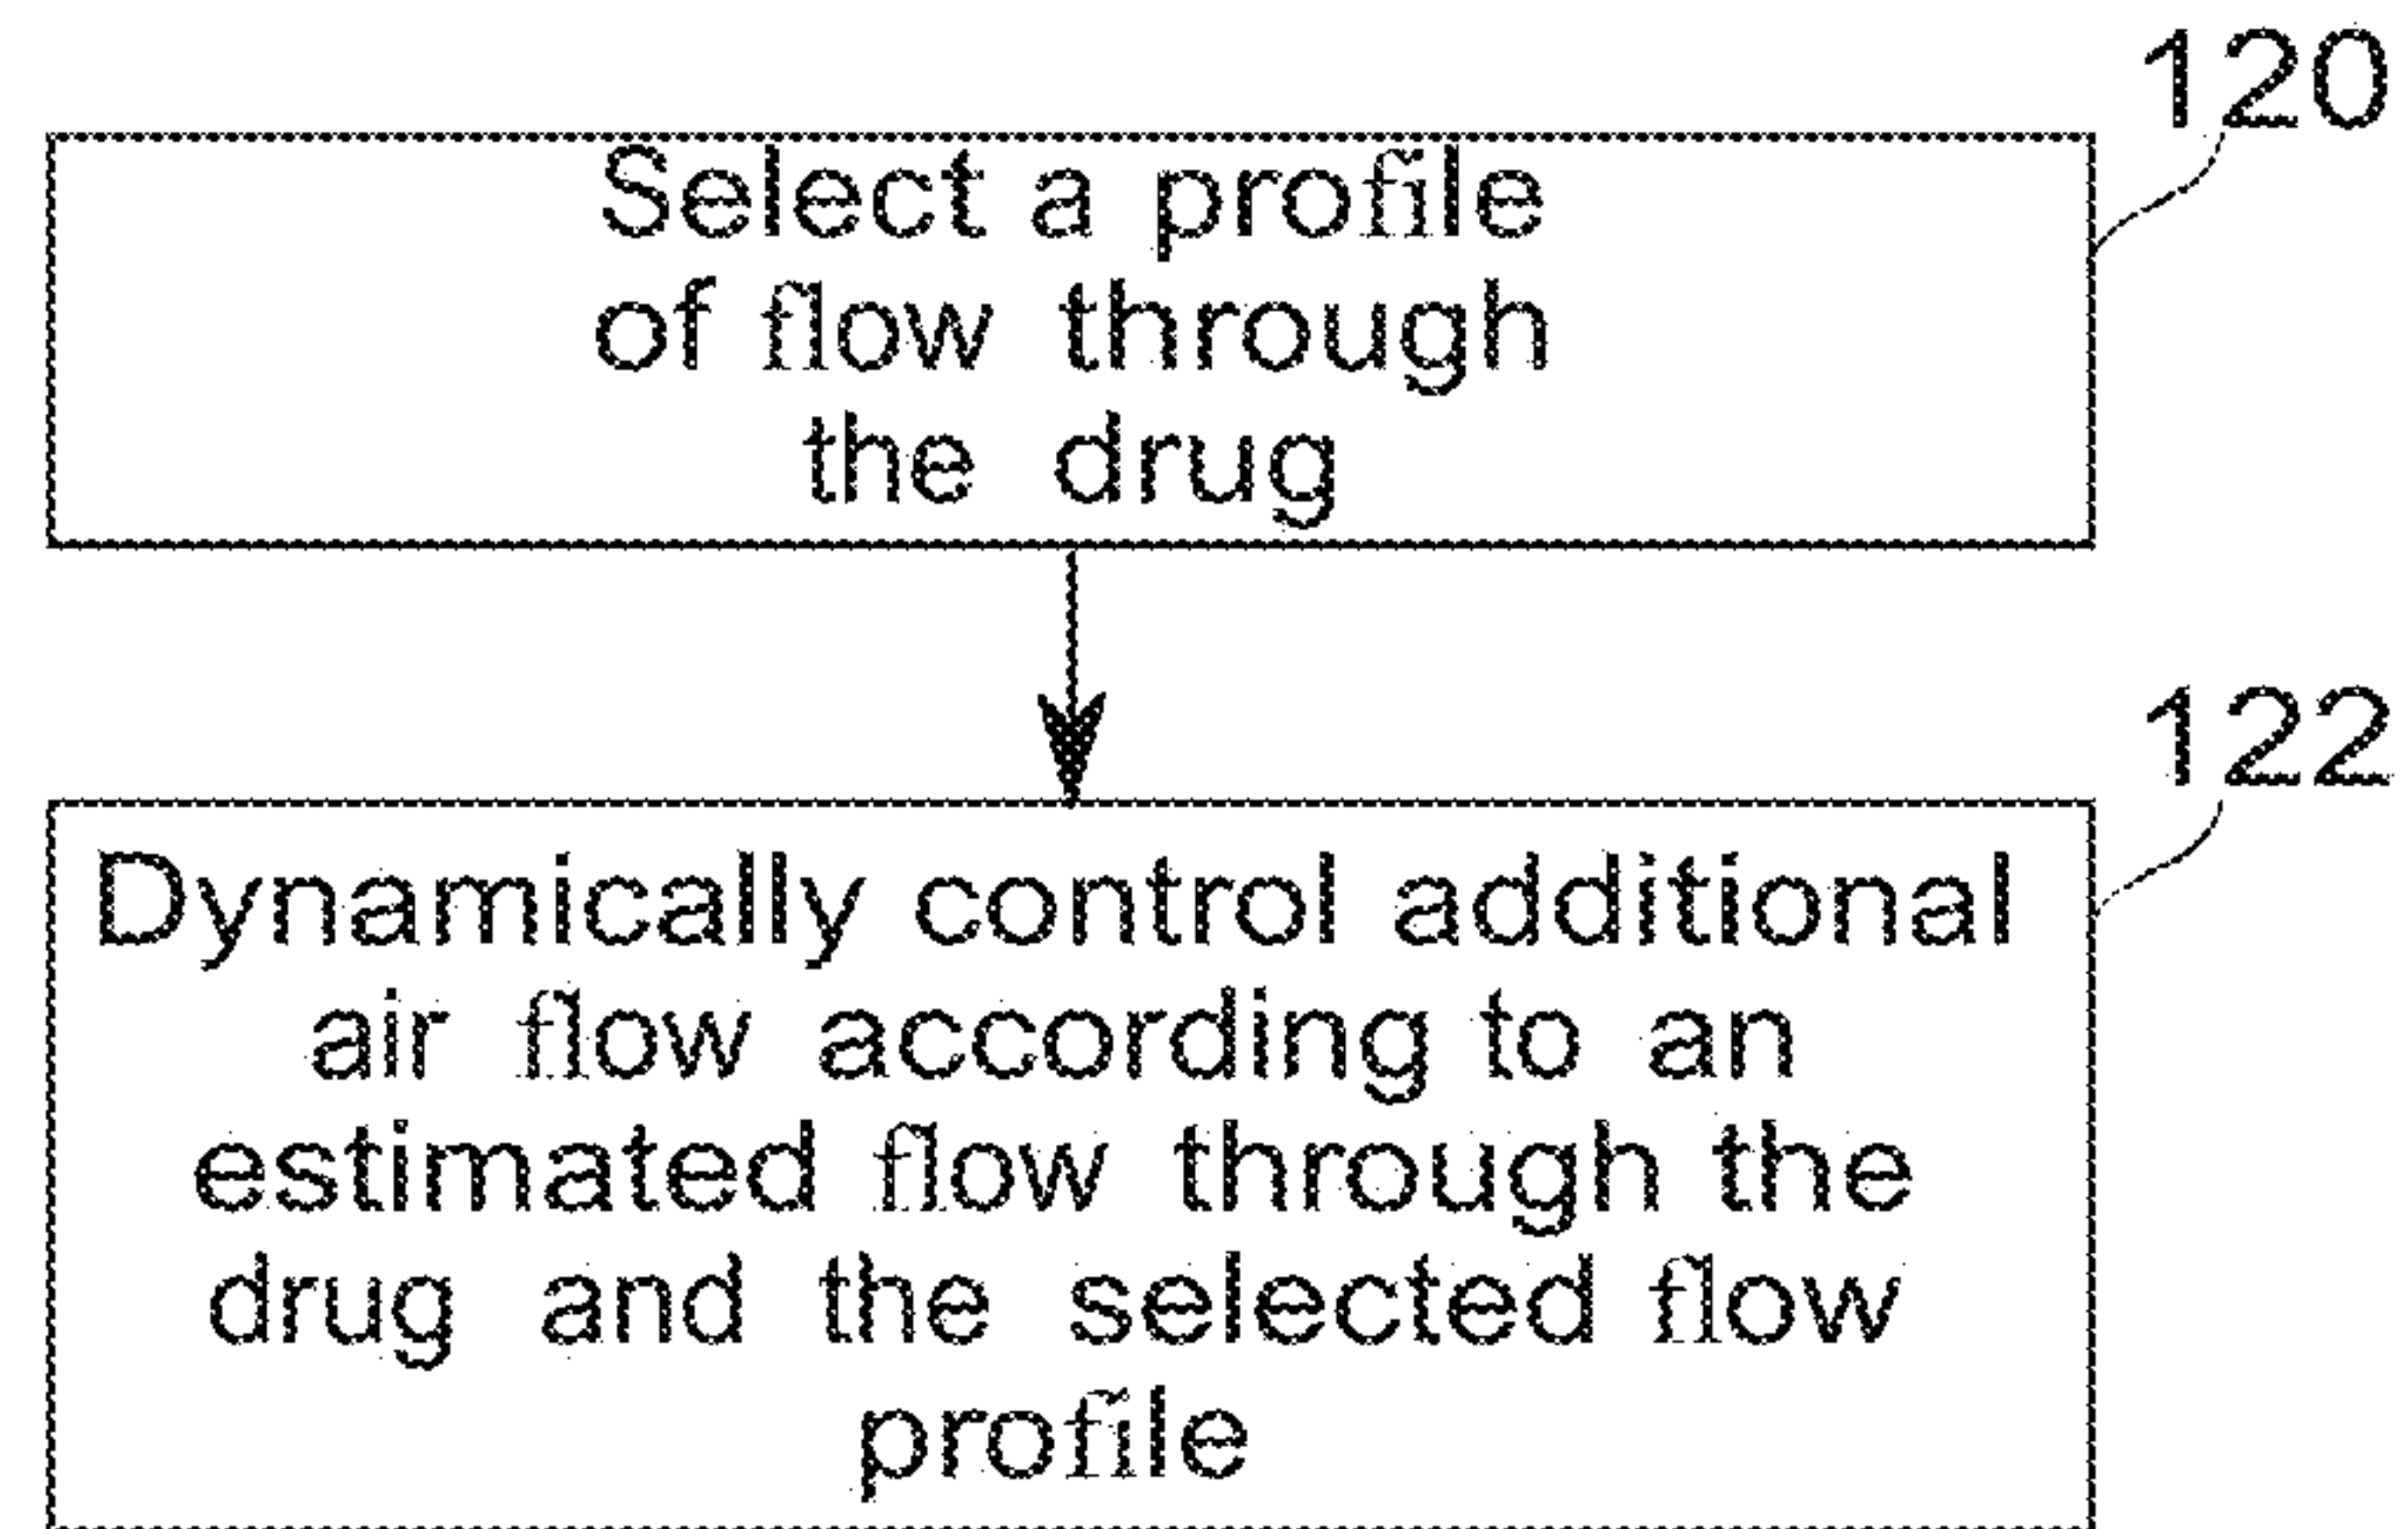 120
Select a profile
of flow through
the drug
122
Dynamically control additional
air flow according to an
estimated flow through the
drug and the selected flow
profile